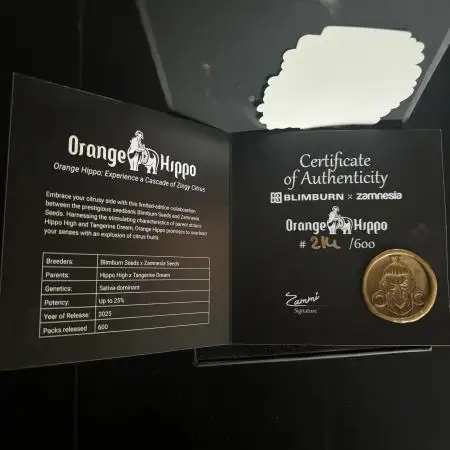 Orange Hippo
Orange Hippo: Experience a Cascade of Zingy Citrus
Embrace your citrusy side with this limited-edition collaboration
between the prestigious seedbank Blimburn Seeds and Zamnesia
Seeds. Harnessing the stimulating characteristics of parent strains
Hippo High and Tangerine Dream, Orange Hippo promises to overload
your senses with an explosion of citrus fruits.
Breeders: Blimburn Seeds x Zamnesia Seeds
Parents: Hippo High x Tangerine Dream
Genetics: Sativa-dominant
Potency: Up to 25%
Year of Release: 2025
Packs released 600
Certificate
of Authenticity
BLIMBURN x zamnesia
Orange Hippo
# 214 /600
Zammi
Signature